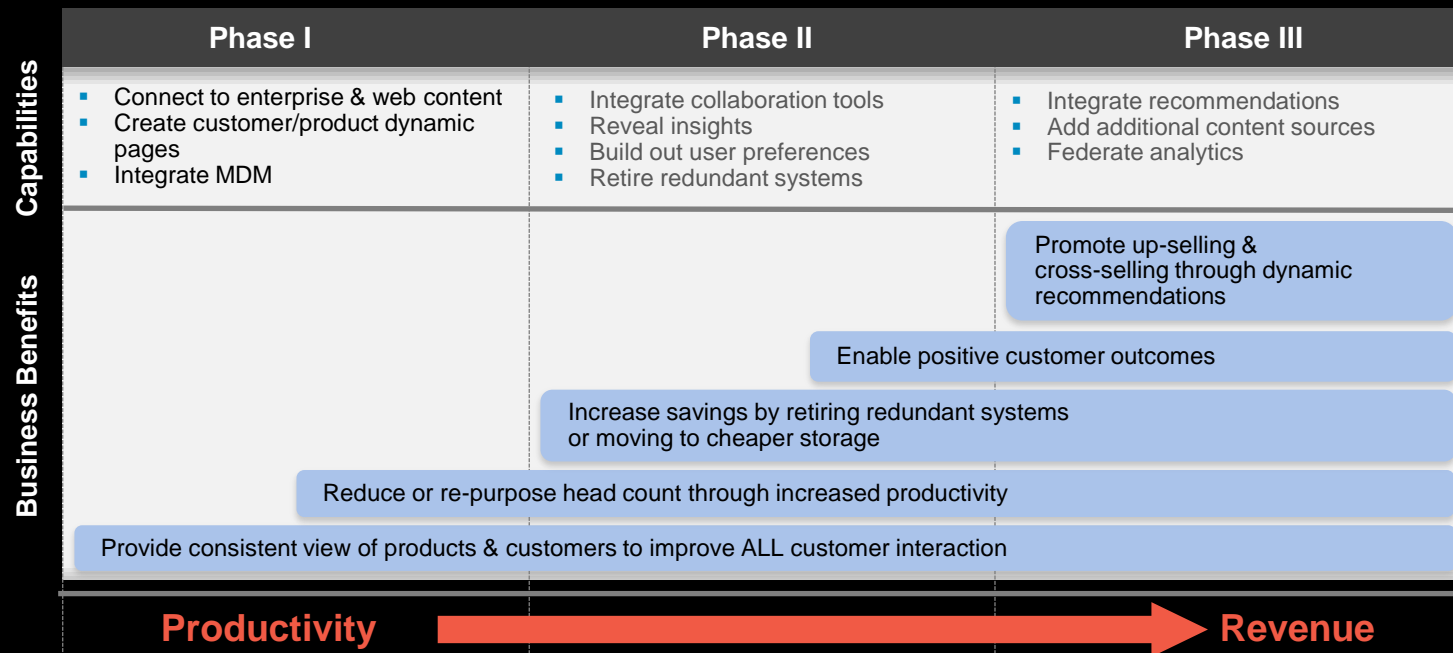 Phase I
Phase II
Phase III
Capabilities
▪ Connect to enterprise & web content
▪ Create customer/product dynamic
pages
▪ Integrate MDM
▪ Integrate collaboration tools
▪ Reveal insights
▪ Build out user preferences
▪ Retire redundant systems
▪ Integrate recommendations
▪ Add additional content sources
▪ Federate analytics
Business Benefits
Promote up-selling &
cross-selling through dynamic
recommendations
Enable positive customer outcomes
Increase savings by retiring redundant systems
or moving to cheaper storage
Reduce or re-purpose head count through increased productivity
Provide consistent view of products & customers to improve ALL customer interaction
Productivity
Revenue